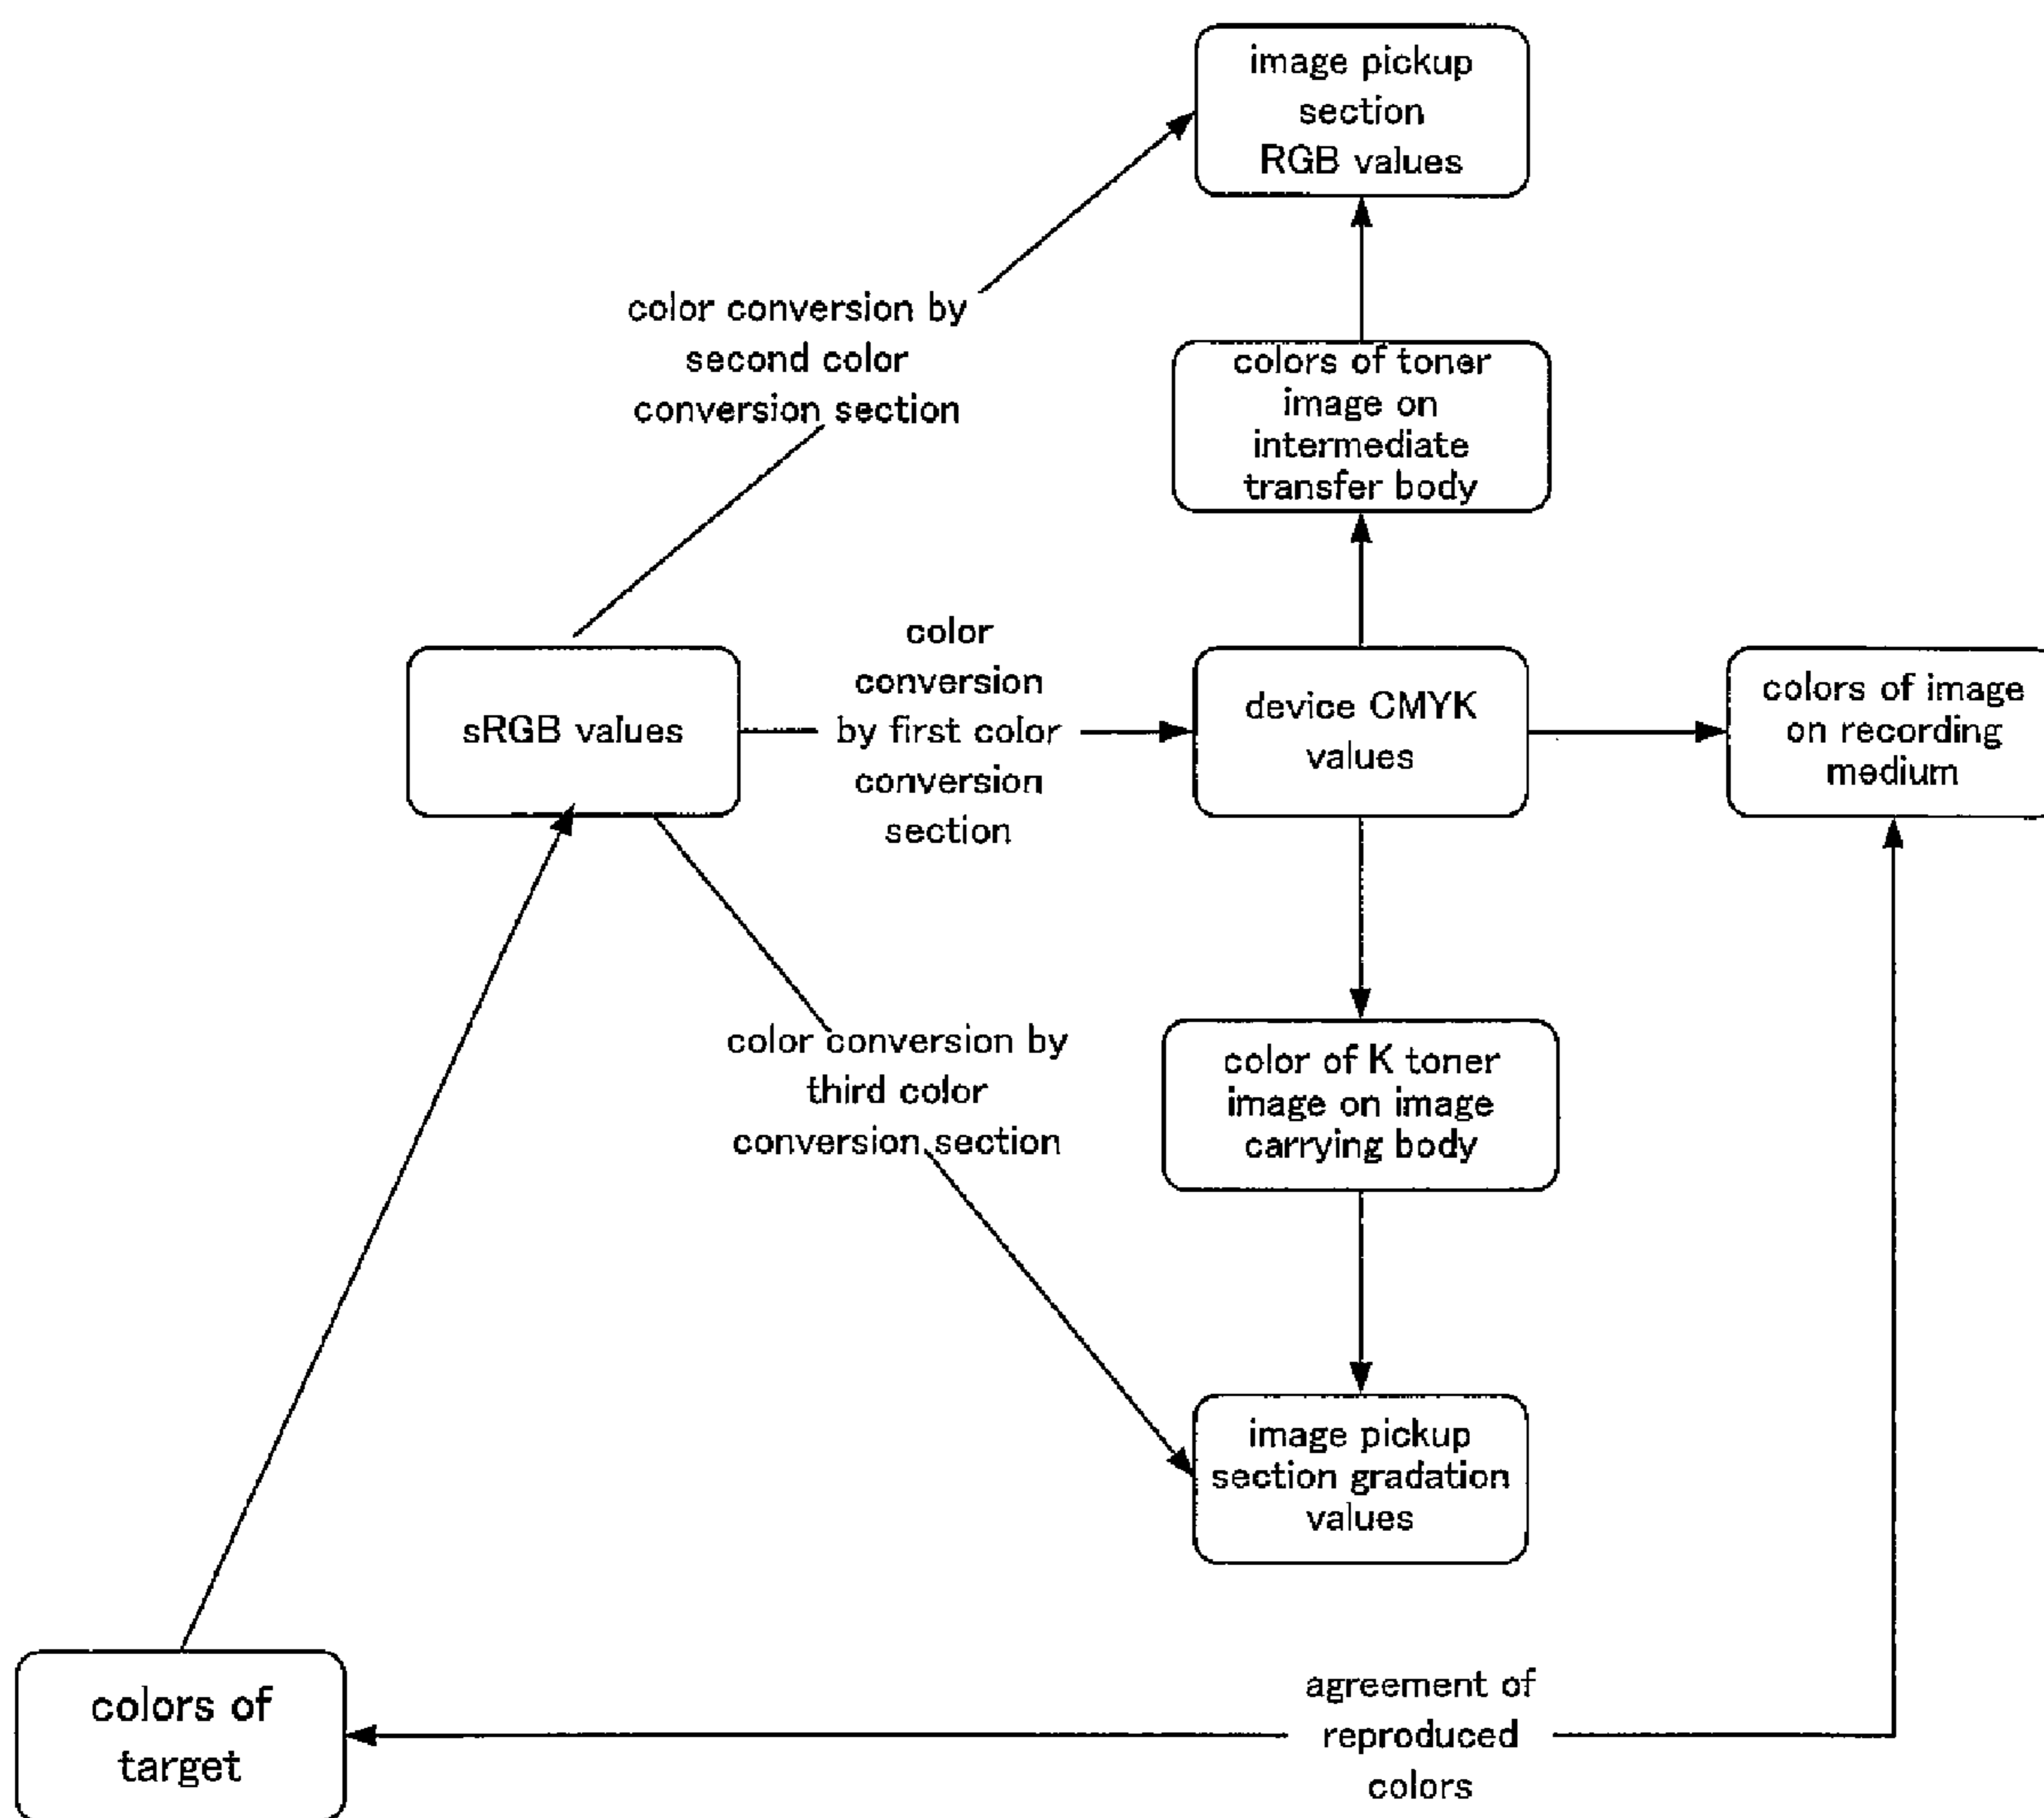 image pickup
section
RGB values
color conversion by
second color
conversion section
colors of toner
image on
intermediate
transfer body
sRGB values
color
conversion
by first color
conversion
section
device CMYK
values
colors of image
on recording
medium
color conversion by
third color
conversion section
color of K toner
image on image
carrying body
image pickup
section gradation
values
colors of
target
agreement of
reproduced
colors